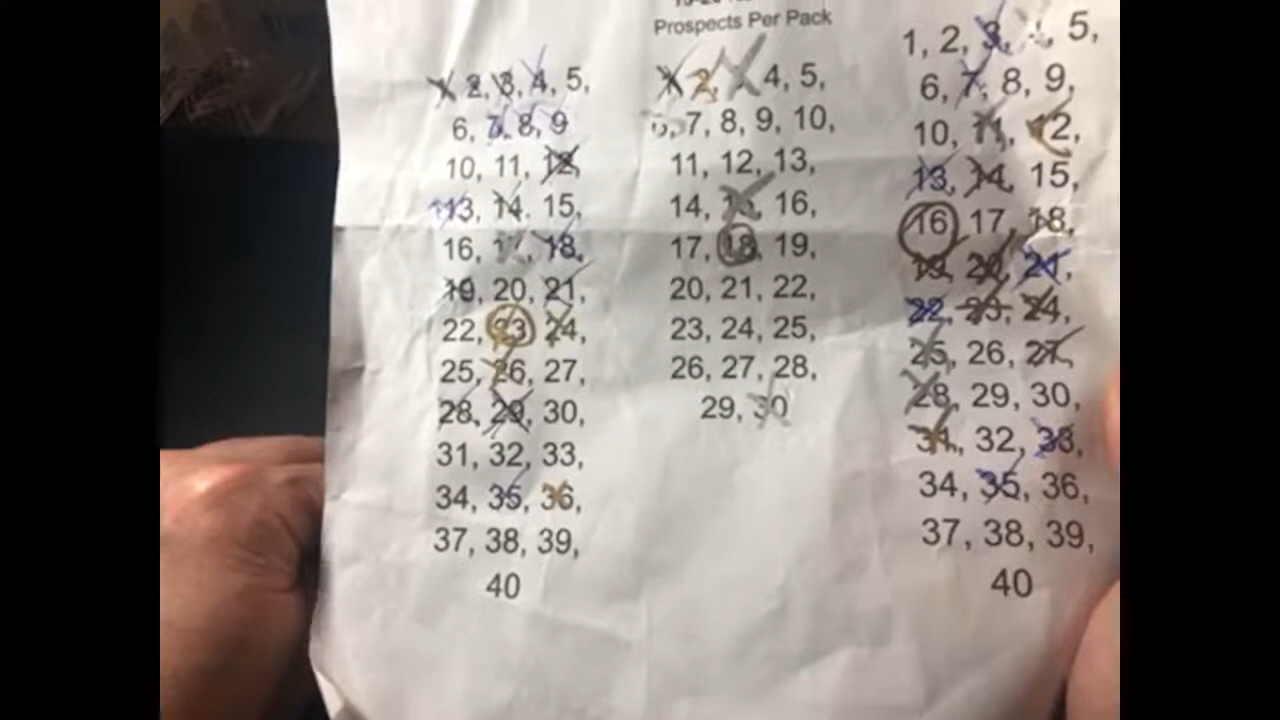 Prospects Per Pack
1, 2, 3, 4, 5,
6, 7, 8, 9
10, 11, 12,
13, 14. 15,
16, 17, 18,
19, 20, 21,
22, 23 24,
25, 26, 27,
28, 29, 30,
31, 32, 33,
34, 35, 36,
37, 38, 39,
40
1, 2, 3, 4, 5,
6, 7, 8, 9, 10,
11, 12, 13,
14, 15, 16,
17, 18, 19,
20, 21, 22,
23, 24, 25,
26, 27, 28,
29, 30
1, 2, 3, 4, 5,
6, 7, 8, 9,
10, 11, 12,
13, 14, 15,
16, 17, 18,
19, 20, 21,
22, 23, 24,
25, 26, 27,
28, 29, 30,
31, 32, 33,
34, 35, 36,
37, 38, 39,
40